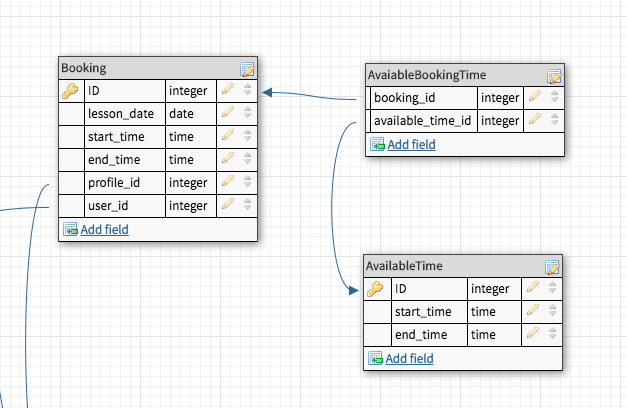 Booking
ID integer
lesson_date date
start_time time
end_time time
profile_id integer
user_id integer
Add field
AvaiableBookingTime
booking_id integer
available_time_id integer
Add field
AvailableTime
ID integer
start_time time
end_time time
Add field